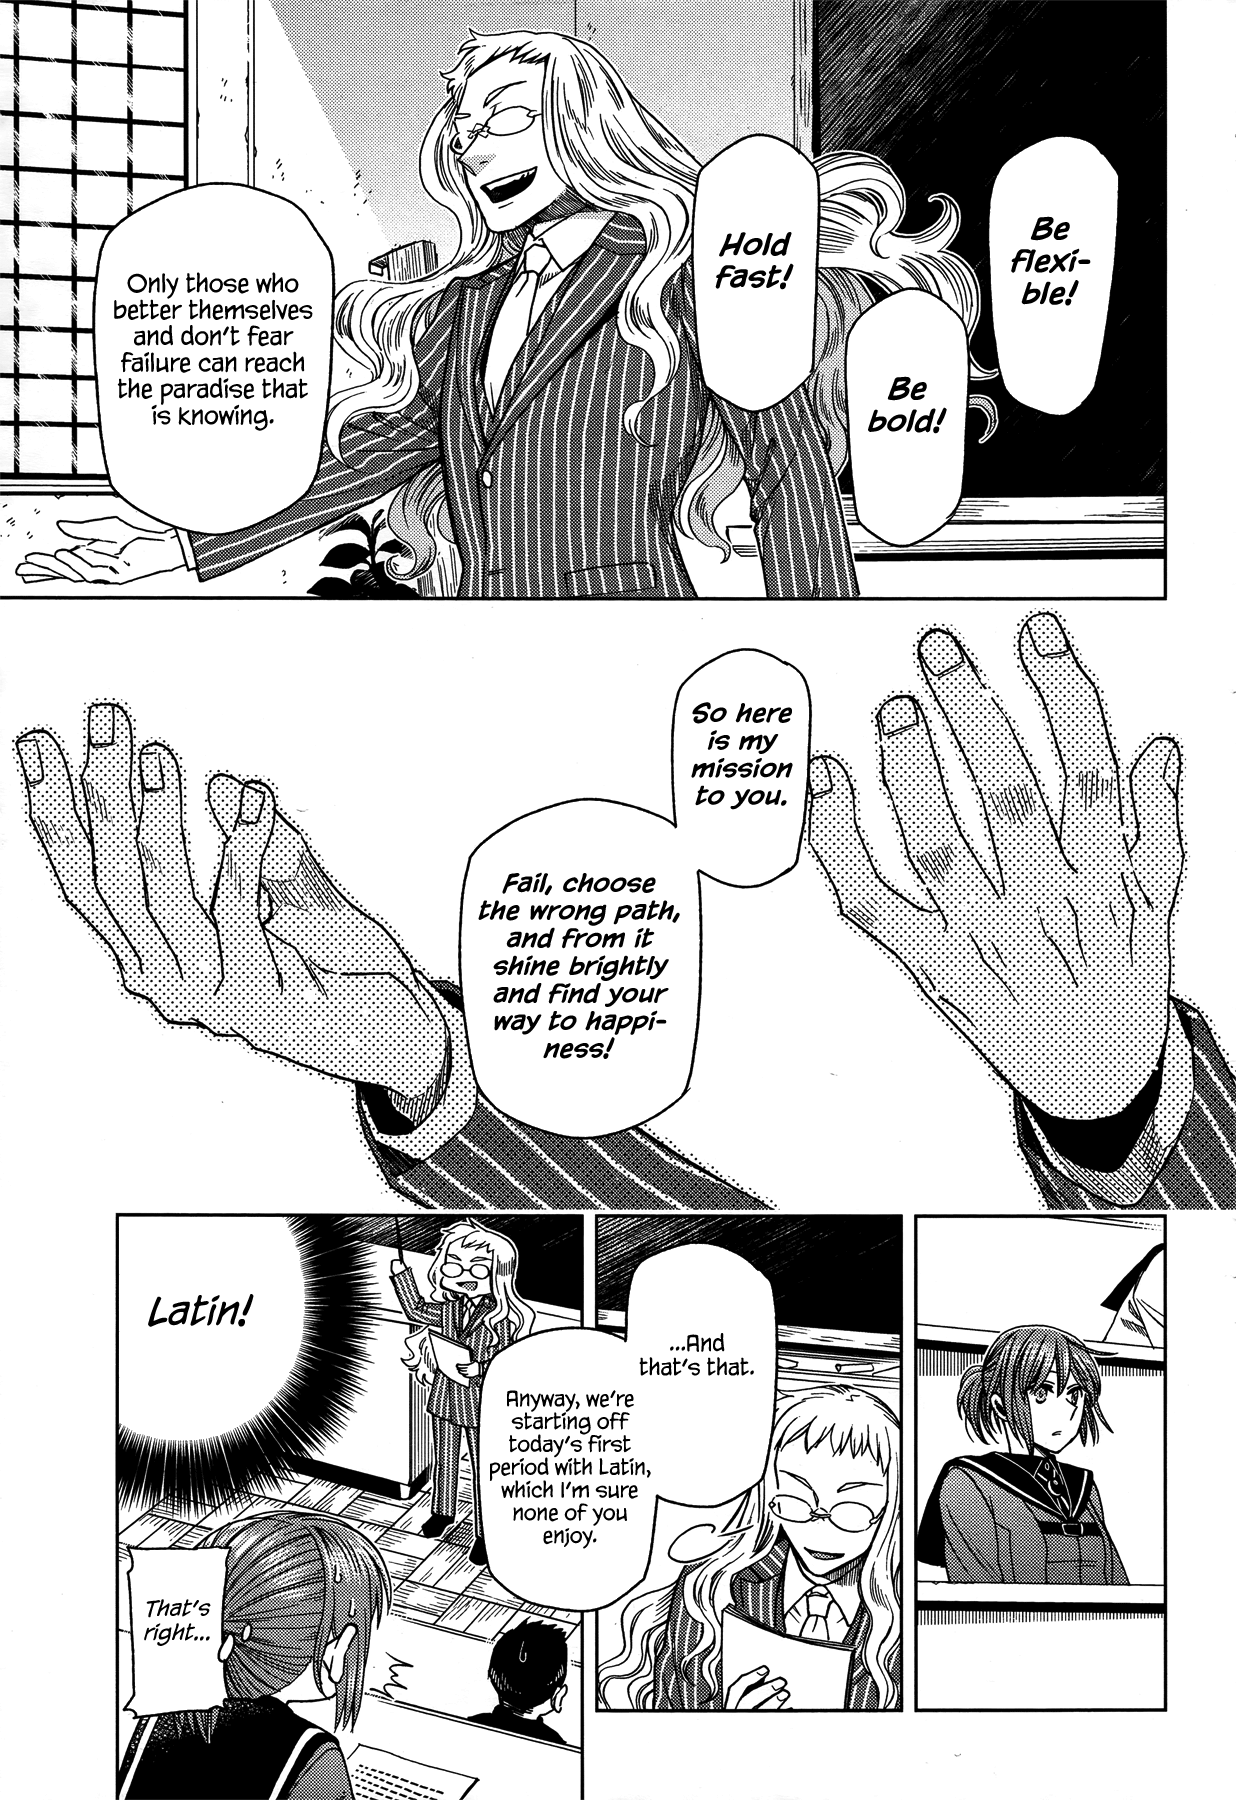 Be
flexi-
ble!
Be
bold!
Hold
fast!
Only those who
better themselves
and don't fear
failure can reach
the paradise that
is knowing.
So here
is my
mission
to you.
Fail, choose
the wrong path,
and from it
shine brightly
and find your
way to happi-
ness!
...And
that's that.
Anyway, we're
starting off
today's first
period with Latin,
which I'm sure
none of you
enjoy.
Latin!
That's
right...